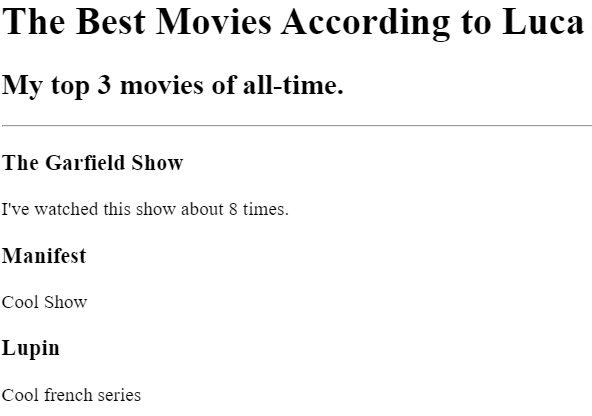 The Best Movies According to Luca
My top 3 movies of all-time.
The Garfield Show
I've watched this show about 8 times.
Manifest
Cool Show
Lupin
Cool french series